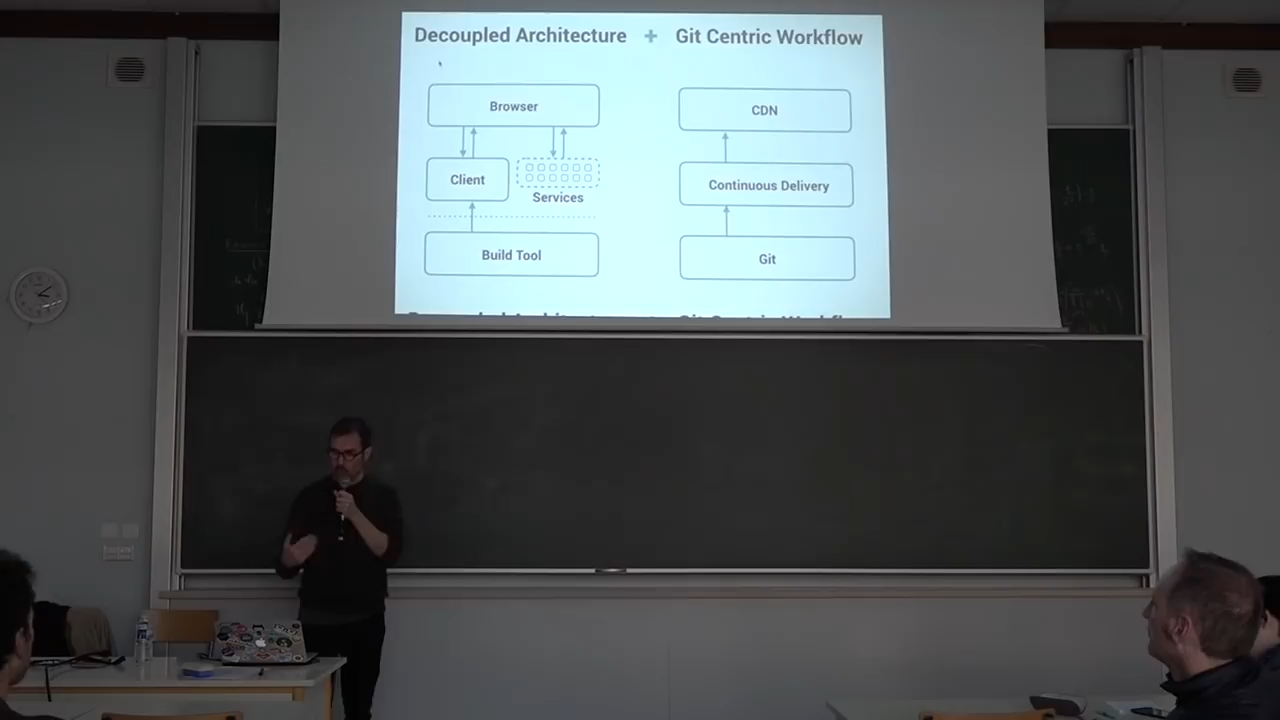 Decoupled Architecture + Git Centric Workflow
Browser
Client
Services
Build Tool
CDN
Continuous Delivery
Git